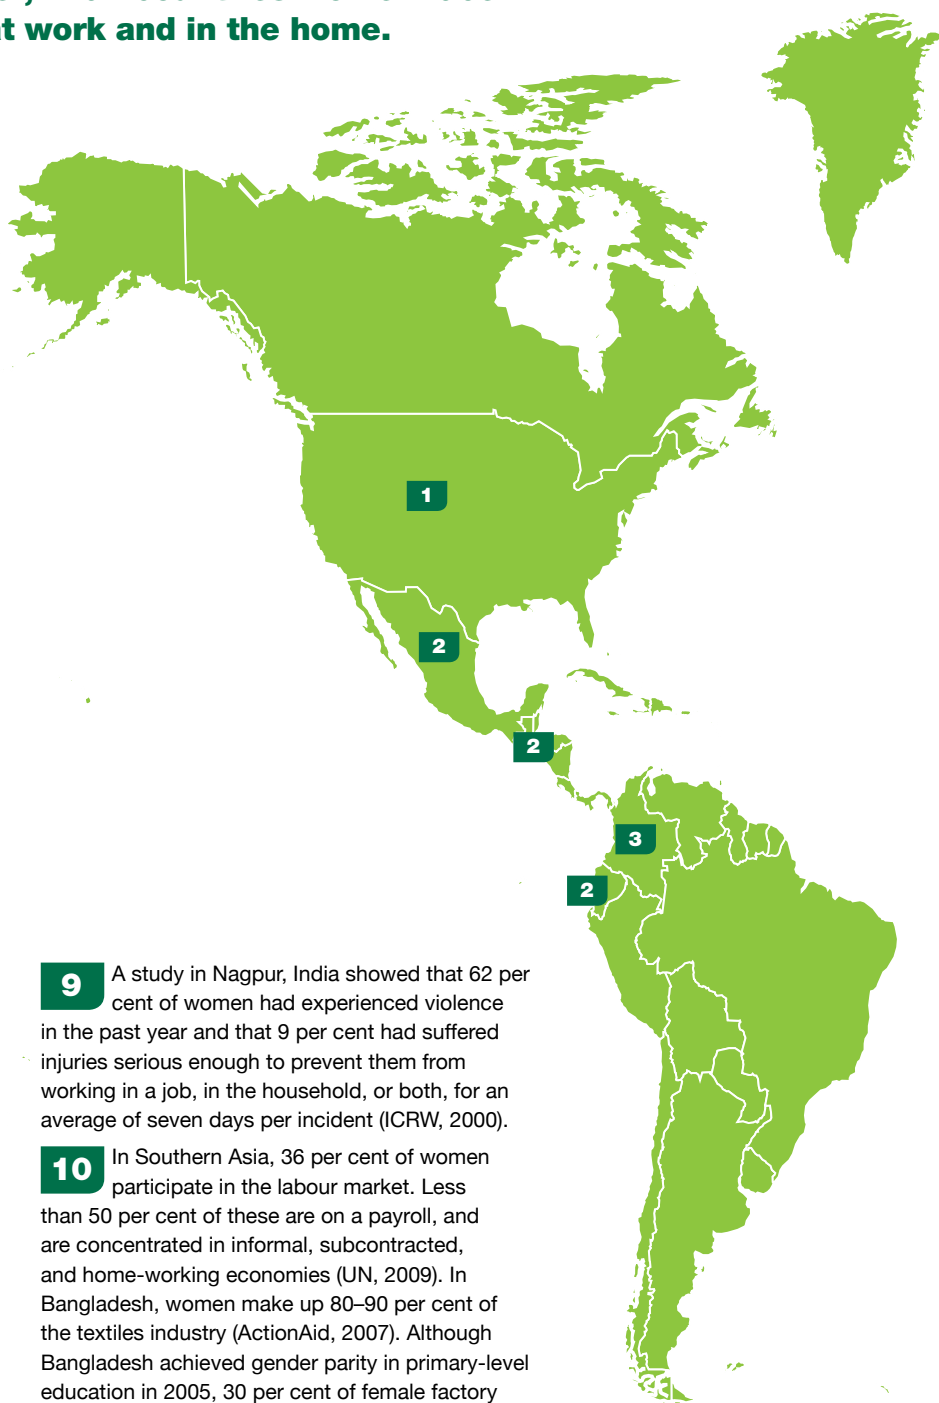 at work and in the home.
1
2
2
3
2
9 A study in Nagpur, India showed that 62 per
cent of women had experienced violence
in the past year and that 9 per cent had suffered
injuries serious enough to prevent them from
working in a job, in the household, or both, for an
average of seven days per incident (ICRW, 2000).
10 In Southern Asia, 36 per cent of women
participate in the labour market. Less
than 50 per cent of these are on a payroll, and
are concentrated in informal, subcontracted,
and home-working economies (UN, 2009). In
Bangladesh, women make up 80–90 per cent of
the textiles industry (ActionAid, 2007). Although
Bangladesh achieved gender parity in primary-level
education in 2005, 30 per cent of female factory